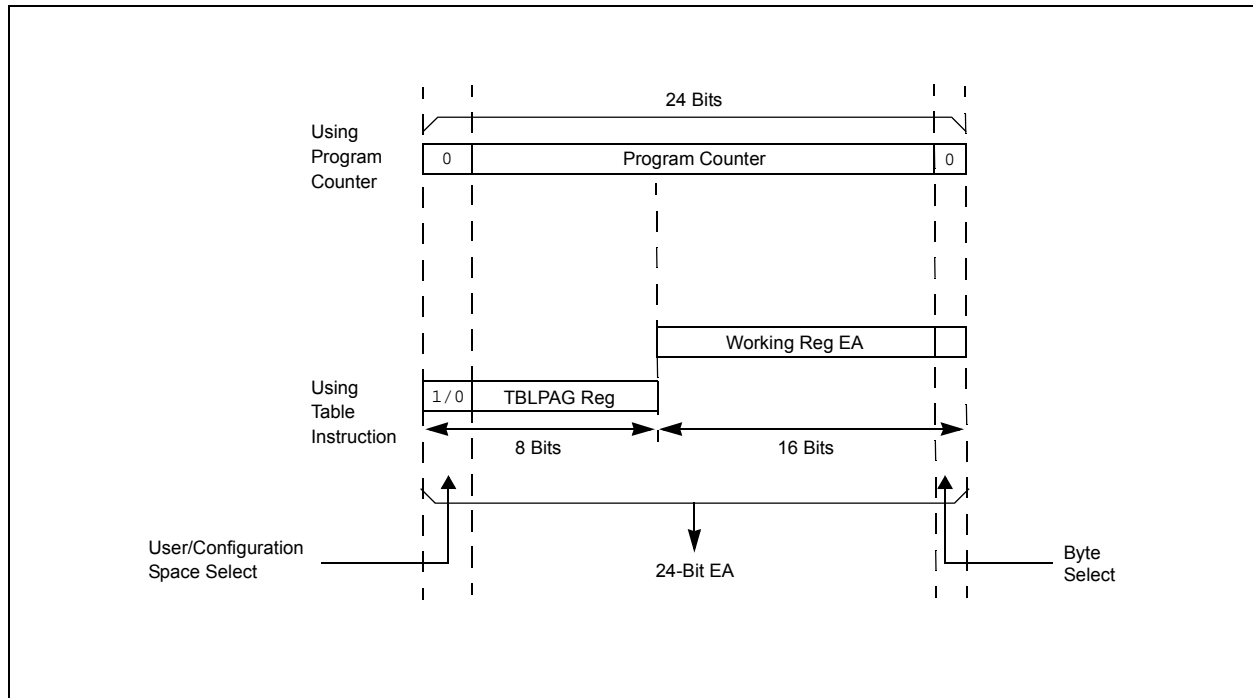 24 Bits
Using
Program
Counter
0
Program Counter
0
Working Reg EA
Using
Table
Instruction
1/0
TBLPAG Reg
8 Bits
16 Bits
User/Configuration
Space Select
24-Bit EA
Byte
Select